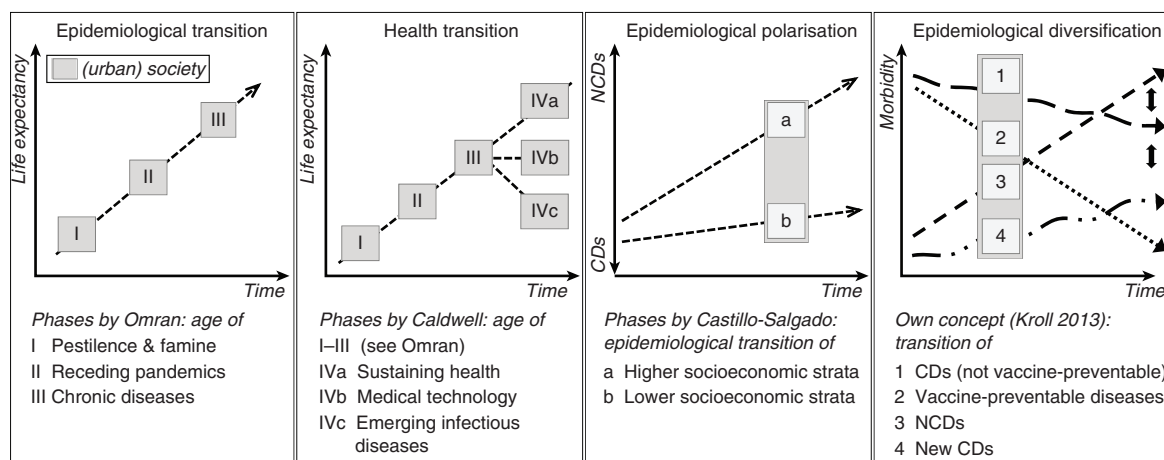 Epidemiological transition
Life expectancy
(urban) society
I
II
III
Time
Phases by Omran: age of
I Pestilence & famine
II Receding pandemics
III Chronic diseases
Health transition
Life expectancy
I
II
III
IVa
IVb
IVc
Time
Phases by Caldwell: age of
I–III (see Omran)
IVa Sustaining health
IVb Medical technology
IVc Emerging infectious
diseases
Epidemiological polarisation
NCDs
CDs
a
b
Time
Phases by Castillo-Salgado:
epidemiological transition of
a Higher socioeconomic strata
b Lower socioeconomic strata
Epidemiological diversification
Morbidity
1
2
3
4
Time
Own concept (Kroll 2013):
transition of
1 CDs (not vaccine-preventable)
2 Vaccine-preventable diseases
3 NCDs
4 New CDs